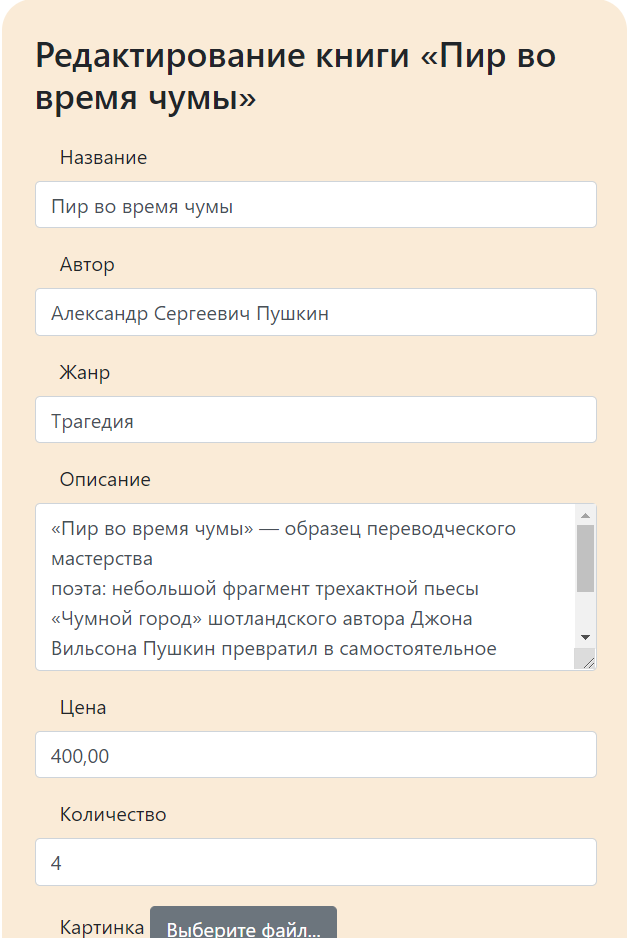 Редактирование книги «Пир во
время чумы»
Название
Пир во время чумы
Автор
Александр Сергеевич Пушкин
Жанр
Трагедия
Описание
«Пир во время чумы» — образец переводческого
мастерства
поэта: небольшой фрагмент трехактной пьесы
«Чумной город» шотландского автора Джона
Вильсона Пушкин превратил в самостоятельное
Цена
400,00
Количество
4
Картинка Выберите файл...